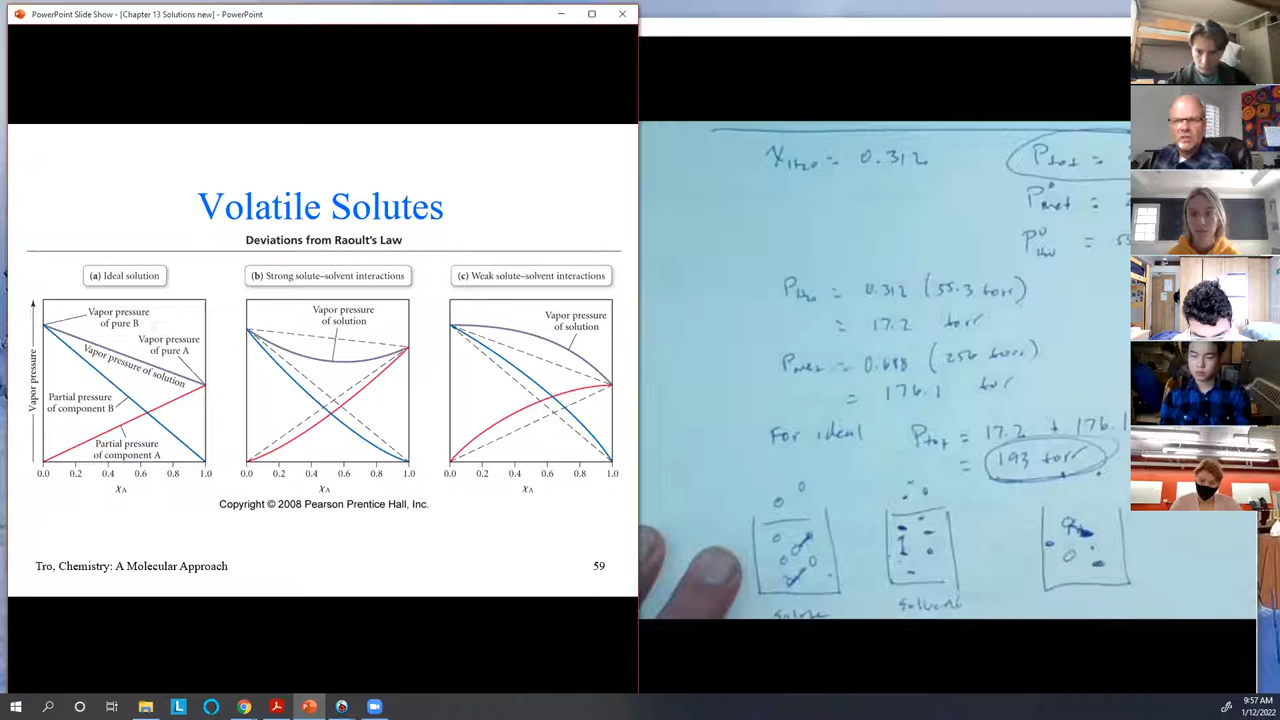 PowerPoint Slide Show - [Chapter 13 Solutions new] - PowerPoint
Volatile Solutes
Deviations from Raoult's Law
(a) Ideal solution
(b) Strong solute–solvent interactions
(c) Weak solute–solvent interactions
Vapor pressure
Vapor pressure
of pure B
Vapor pressure
of pure A
Vapor pressure of solution
Partial pressure
of component B
Partial pressure
of component A
0.0 0.2 0.4 0.6 0.8 1.0
χA
Vapor pressure
of solution
0.0 0.2 0.4 0.6 0.8 1.0
χA
Vapor pressure
of solution
0.0 0.2 0.4 0.6 0.8 1.0
χA
Copyright © 2008 Pearson Prentice Hall, Inc.
Tro, Chemistry: A Molecular Approach
59
χH2O = 0.312
Ptot =
P°met = 2
P°H2O = 55
PH2O = 0.312 (55.3 torr)
= 17.2 torr
Pmet = 0.688 (256 torr)
= 176.1 torr
For ideal Ptot = 17.2 + 176.1
= 193 torr
solute
solvent
9:57 AM
1/12/2022